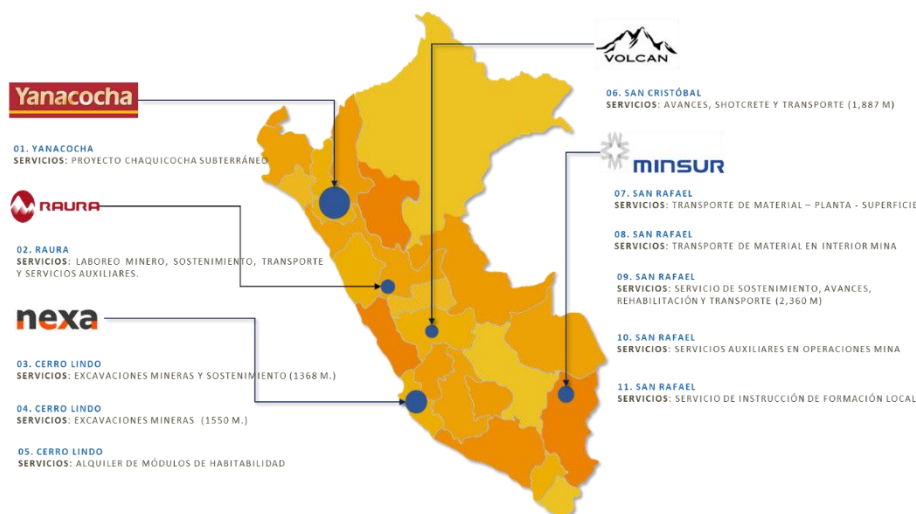 Yanacocha
01. YANACOCHA
SERVICIOS: PROYECTO CHAQUICOCHA SUBTERRÁNEO
RAURA
02. RAURA
SERVICIOS: LABOREO MINERO, SOSTENIMIENTO, TRANSPORTE
Y SERVICIOS AUXILIARES.
nexa
03. CERRO LINDO
SERVICIOS: EXCAVACIONES MINERAS Y SOSTENIMIENTO (1368 M.)
04. CERRO LINDO
SERVICIOS: EXCAVACIONES MINERAS (1550 M.)
05. CERRO LINDO
SERVICIOS: ALQUILER DE MÓDULOS DE HABITABILIDAD
VOLCAN
06. SAN CRISTÓBAL
SERVICIOS: AVANCES, SHOTCRETE Y TRANSPORTE (1,887 M)
MINSUR
07. SAN RAFAEL
SERVICIOS: TRANSPORTE DE MATERIAL – PLANTA - SUPERFICIE
08. SAN RAFAEL
SERVICIOS: TRANSPORTE DE MATERIAL EN INTERIOR MINA
09. SAN RAFAEL
SERVICIOS: SERVICIO DE SOSTENIMIENTO, AVANCES,
REHABILITACIÓN Y TRANSPORTE (2,360 M)
10. SAN RAFAEL
SERVICIOS: SERVICIOS AUXILIARES EN OPERACIONES MINA
11. SAN RAFAEL
SERVICIOS: SERVICIO DE INSTRUCCIÓN DE FORMACIÓN LOCAL